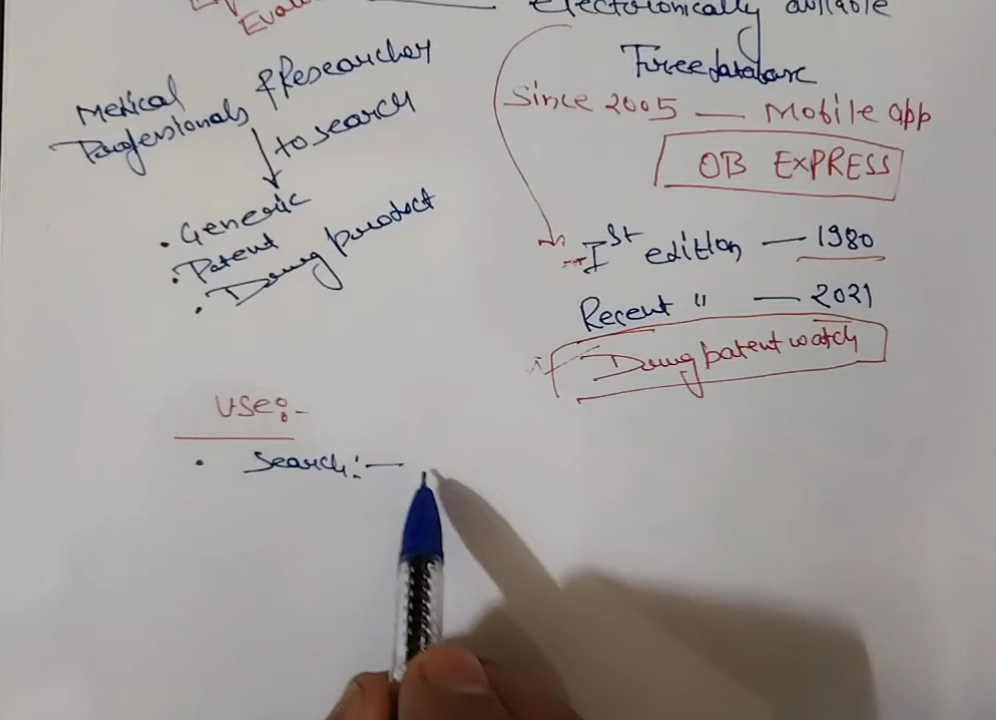 Electoronically available
Free database
Medical
Professionals & Researcher
to search
• Generic
• Patent
• Drug product
Since 2005 — Mobile app
OB EXPRESS
Ist edition — 1980
Recent " — 2021
Drug patent watch
Use:-
• Search:—